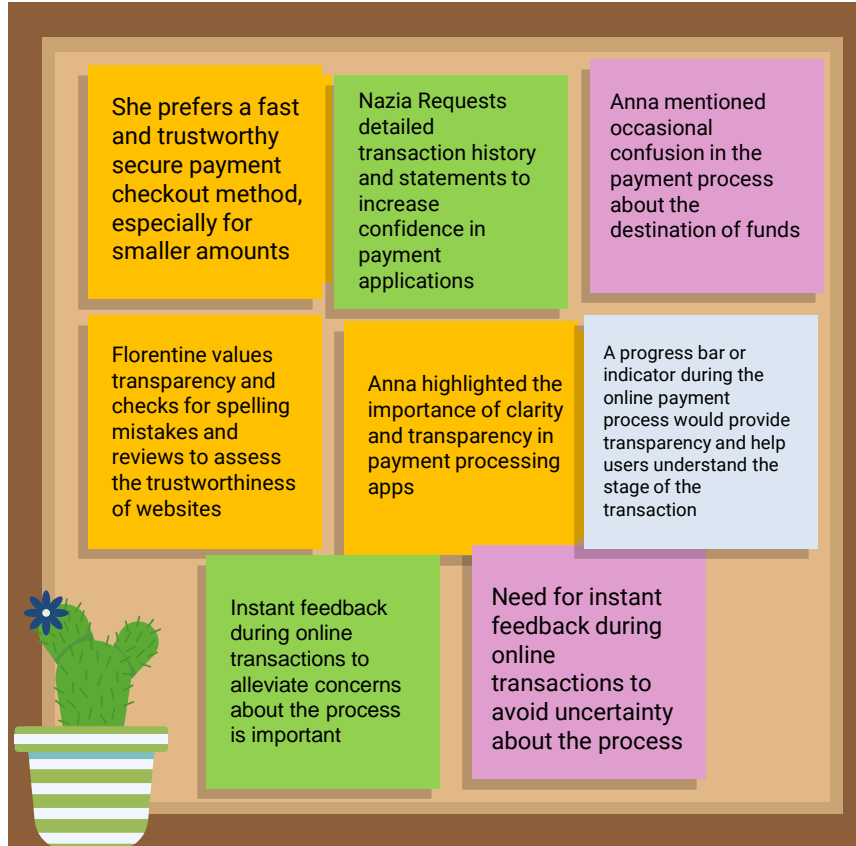 She prefers a fast
and trustworthy
secure payment
checkout method,
especially for
smaller amounts
Nazia Requests
detailed
transaction history
and statements to
increase
confidence in
payment
applications
Anna mentioned
occasional
confusion in the
payment process
about the
destination of funds
Florentine values
transparency and
checks for spelling
mistakes and
reviews to assess
the trustworthiness
of websites
Anna highlighted the
importance of clarity
and transparency in
payment processing
apps
A progress bar or
indicator during the
online payment
process would provide
transparency and help
users understand the
stage of the
transaction
Instant feedback
during online
transactions to
alleviate concerns
about the process
is important
Need for instant
feedback during
online
transactions to
avoid uncertainty
about the process